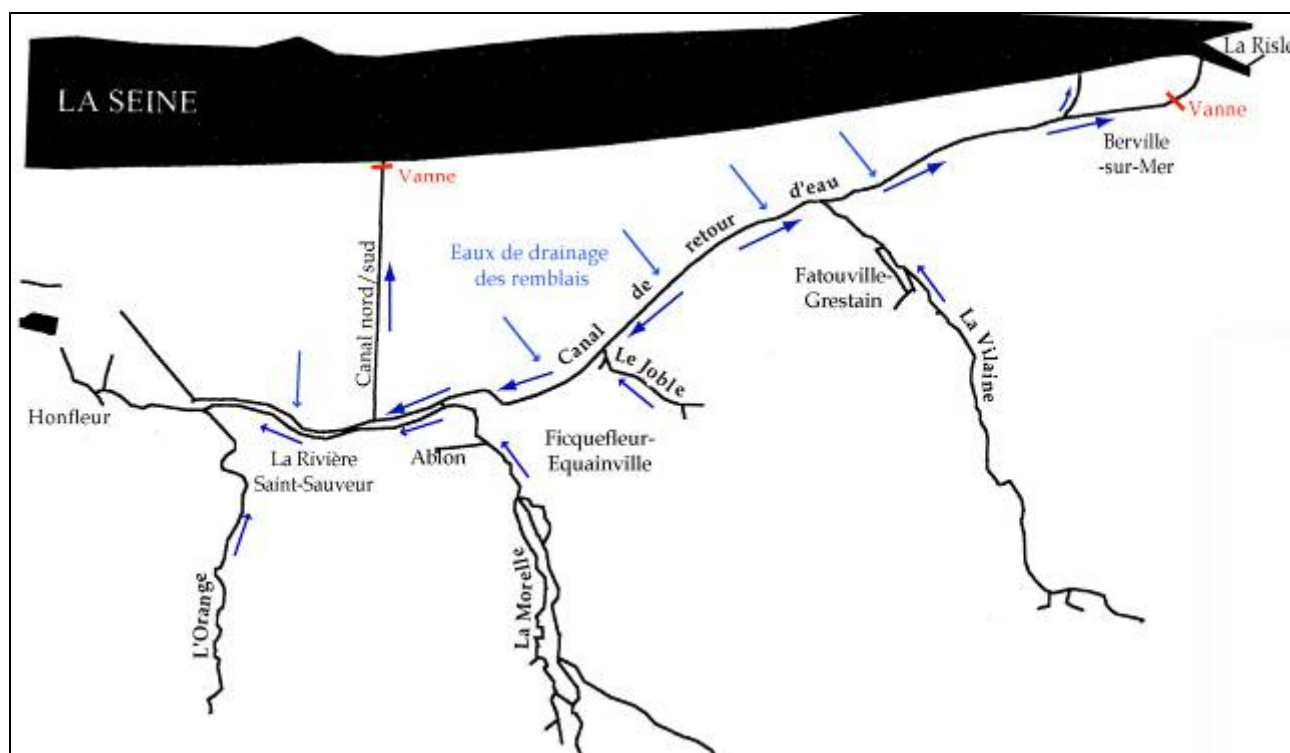 La Risle
LA SEINE
Vanne
Berville
-sur-Mer
Vanne
d'eau
retour
de
Canal
Eaux de drainage
des remblais
Canal nord/sud
Fatouville-
Grestain
La Vilaine
Le Joble
Honfleur
La Rivière
Saint-Sauveur
Ablon
Ficquefleur-
Equainville
L'Orange
La Morelle